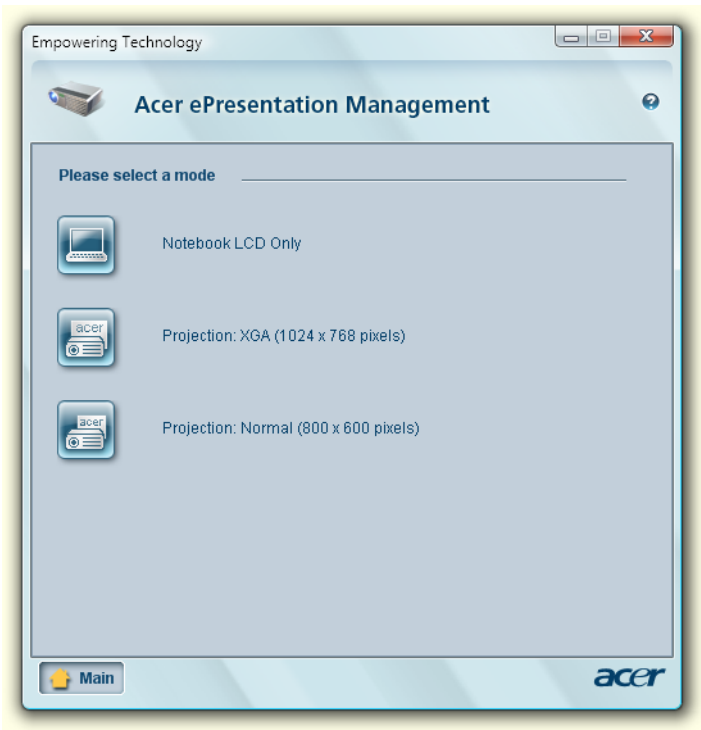 Empowering Technology
Acer ePresentation Management
Please select a mode
Notebook LCD Only
acer
Projection: XGA (1024 x 768 pixels)
acer
Projection: Normal (800 x 600 pixels)
Main
acer